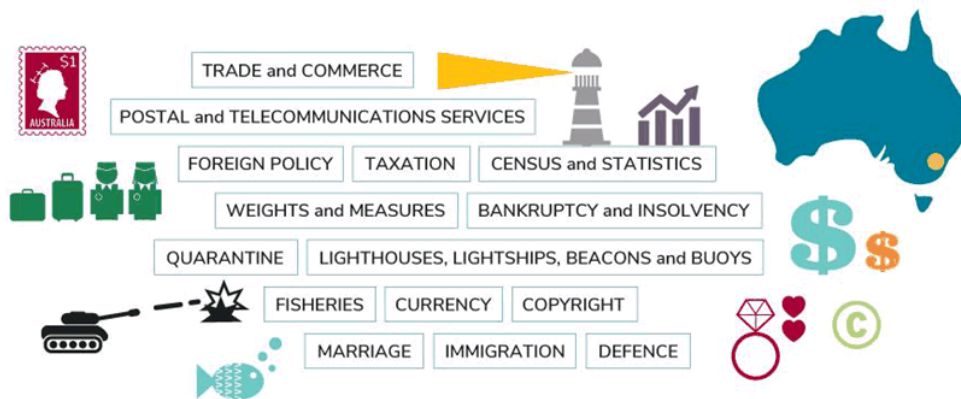 $1
AUSTRALIA
TRADE and COMMERCE
POSTAL and TELECOMMUNICATIONS SERVICES
FOREIGN POLICY TAXATION CENSUS and STATISTICS
WEIGHTS and MEASURES BANKRUPTCY and INSOLVENCY
$ $
QUARANTINE LIGHTHOUSES, LIGHTSHIPS, BEACONS and BUOYS
FISHERIES CURRENCY COPYRIGHT
©
MARRIAGE IMMIGRATION DEFENCE